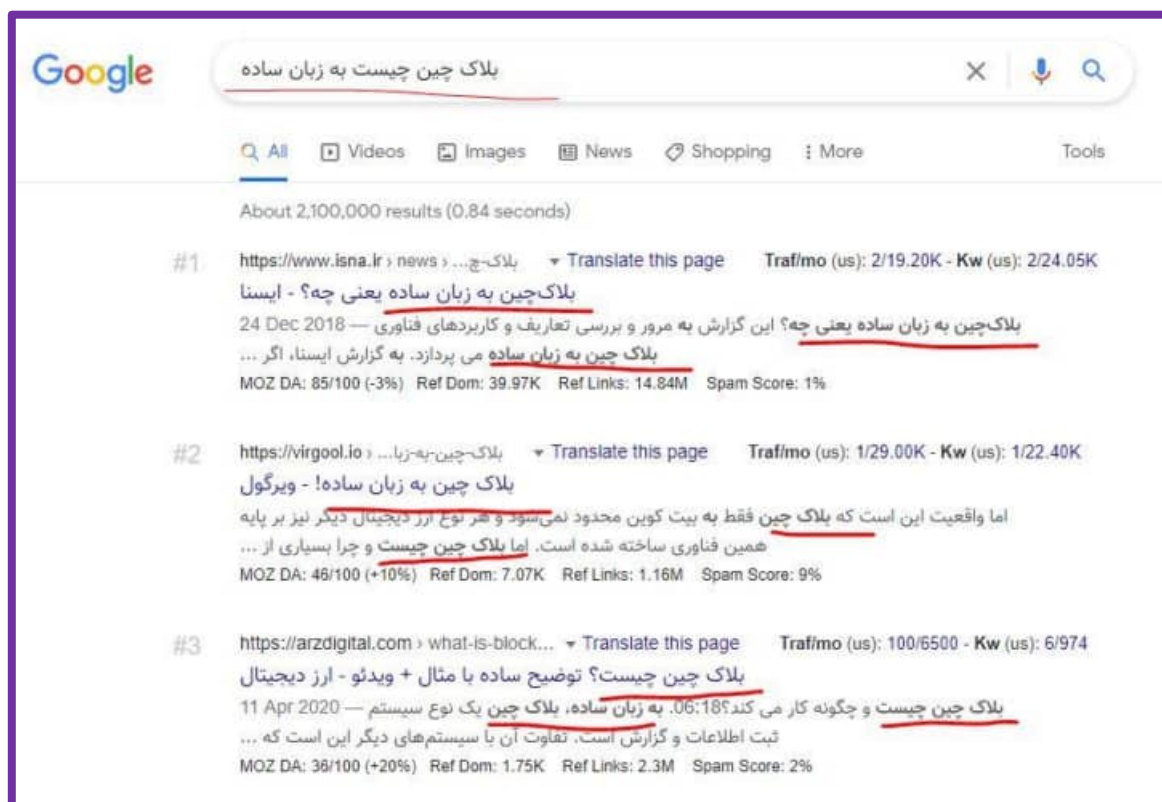 Google
بلاک چین چیست به زبان ساده
All Videos Images News Shopping More Tools
About 2,100,000 results (0.84 seconds)
#1 https://www.isna.ir › news › بلاک-چ... Translate this page Traf/mo (us): 2/19.20K - Kw (us): 2/24.05K
بلاک‌چین به زبان ساده یعنی چه؟ - ایسنا
24 Dec 2018 — بلاک‌چین به زبان ساده یعنی چه؟ این گزارش به مرور و بررسی تعاریف و کاربردهای فناوری
بلاک چین به زبان ساده می پردازد. به گزارش ایسنا، اگر ...
MOZ DA: 85/100 (-3%) Ref Dom: 39.97K Ref Links: 14.84M Spam Score: 1%
#2 https://virgool.io › بلاک-چین-به-زبا... Translate this page Traf/mo (us): 1/29.00K - Kw (us): 1/22.40K
بلاک چین به زبان ساده! - ویرگول
اما واقعیت این است که بلاک چین فقط به بیت کوین محدود نمی‌شود و هر نوع ارز دیجیتال دیگر نیز بر پایه
همین فناوری ساخته شده است. اما بلاک چین چیست و چرا بسیاری از ...
MOZ DA: 46/100 (+10%) Ref Dom: 7.07K Ref Links: 1.16M Spam Score: 9%
#3 https://arzdigital.com › what-is-block... Translate this page Traf/mo (us): 100/6500 - Kw (us): 6/974
بلاک چین چیست؟ توضیح ساده با مثال + ویدئو - ارز دیجیتال
11 Apr 2020 — بلاک چین چیست و چگونه کار می کند؟06:18. به زبان ساده، بلاک چین یک نوع سیستم
ثبت اطلاعات و گزارش است. تفاوت آن با سیستم‌های دیگر این است که ...
MOZ DA: 36/100 (+20%) Ref Dom: 1.75K Ref Links: 2.3M Spam Score: 2%